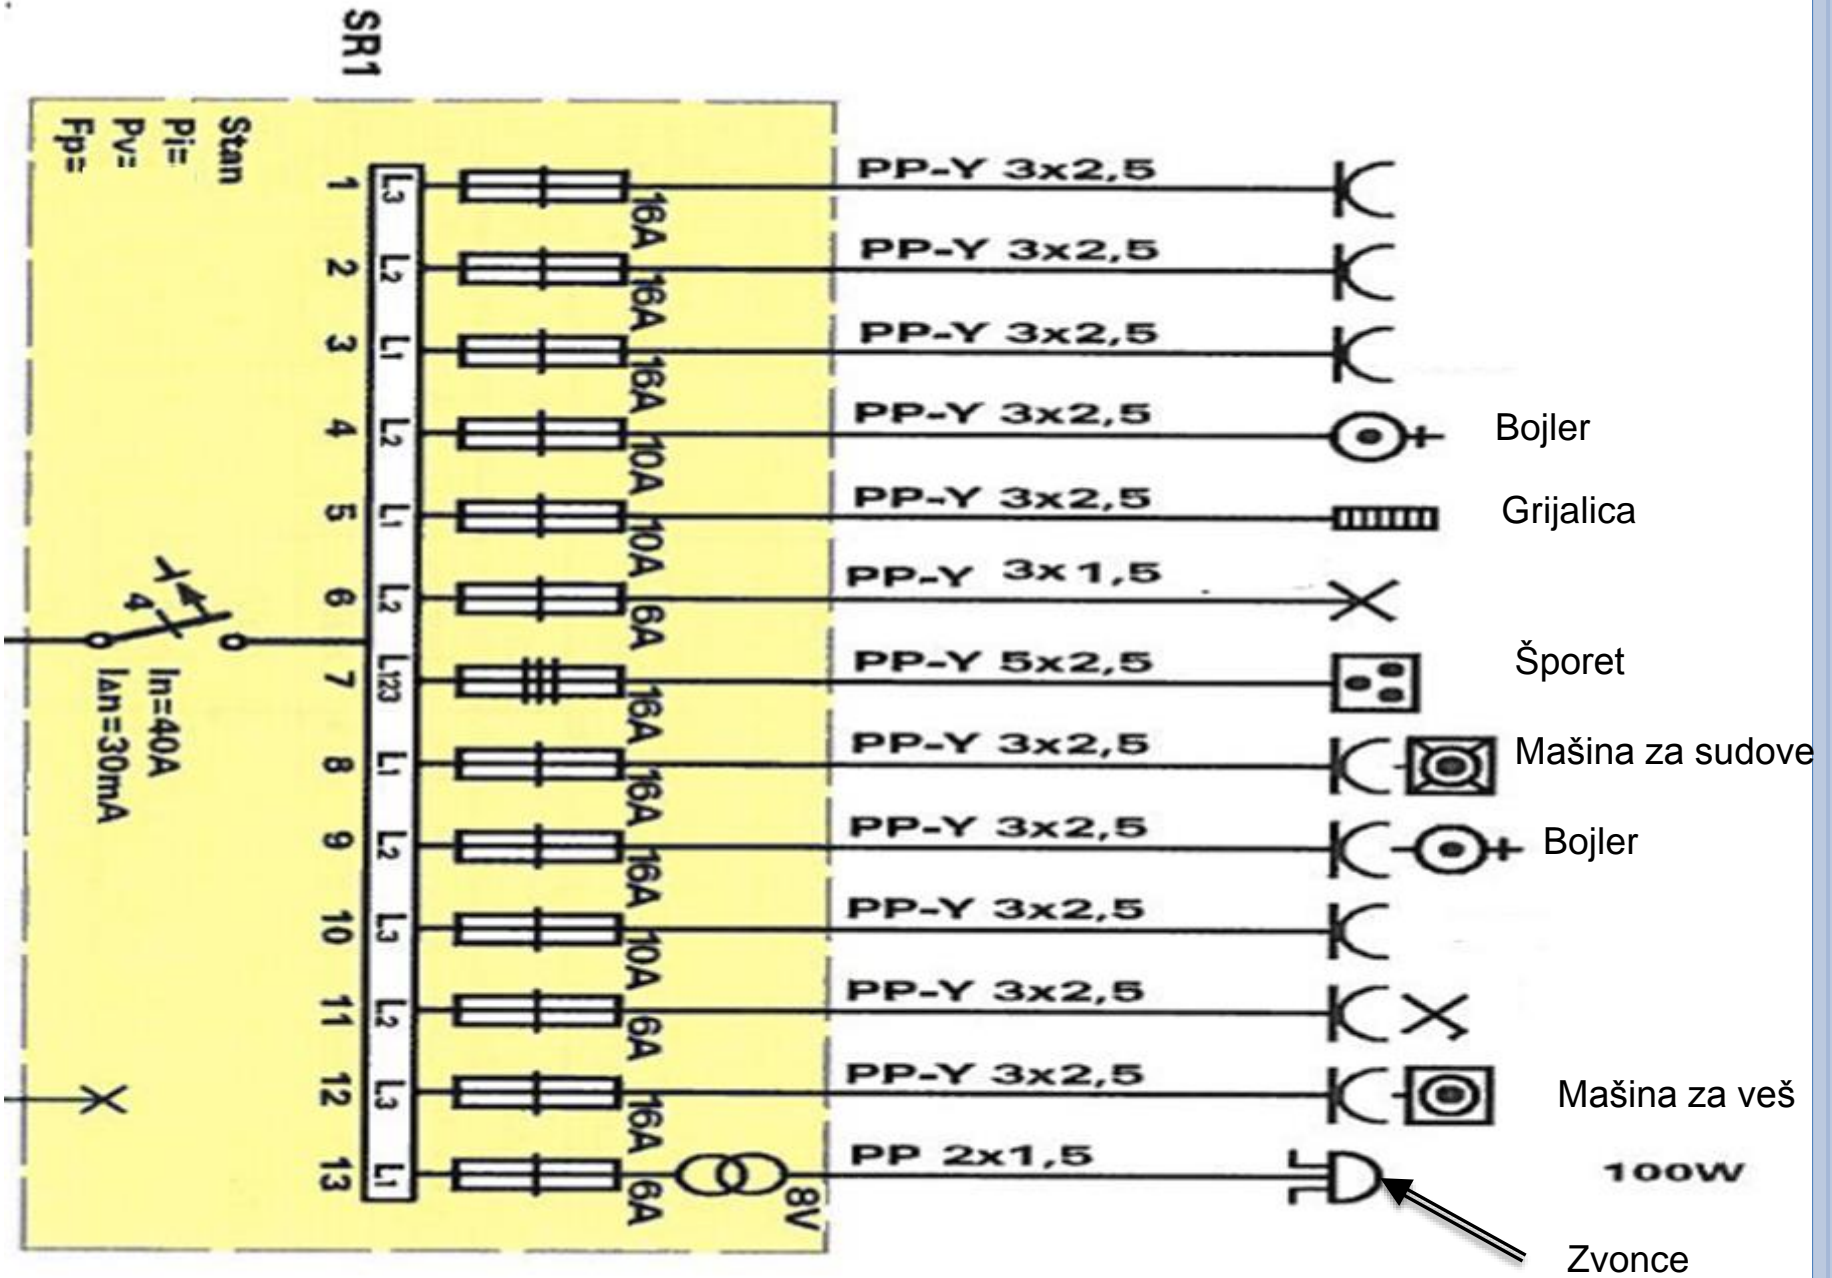 SR1
Stan
Pi=
Pv=
Fp=
1 L3 16A PP-Y 3x2,5
2 L2 16A PP-Y 3x2,5
3 L1 16A PP-Y 3x2,5
4 L2 10A PP-Y 3x2,5 Bojler
5 L1 10A PP-Y 3x2,5 Grijalica
6 L2 6A PP-Y 3x1,5
7 L123 16A PP-Y 5x2,5 Šporet
8 L1 16A PP-Y 3x2,5 Mašina za sudove
9 L2 16A PP-Y 3x2,5 Bojler
10 L3 10A PP-Y 3x2,5
11 L2 6A PP-Y 3x2,5
12 L3 16A PP-Y 3x2,5 Mašina za veš
13 L1 6A 8V PP 2x1,5 100W
Zvonce
4
In=40A
IΔn=30mA